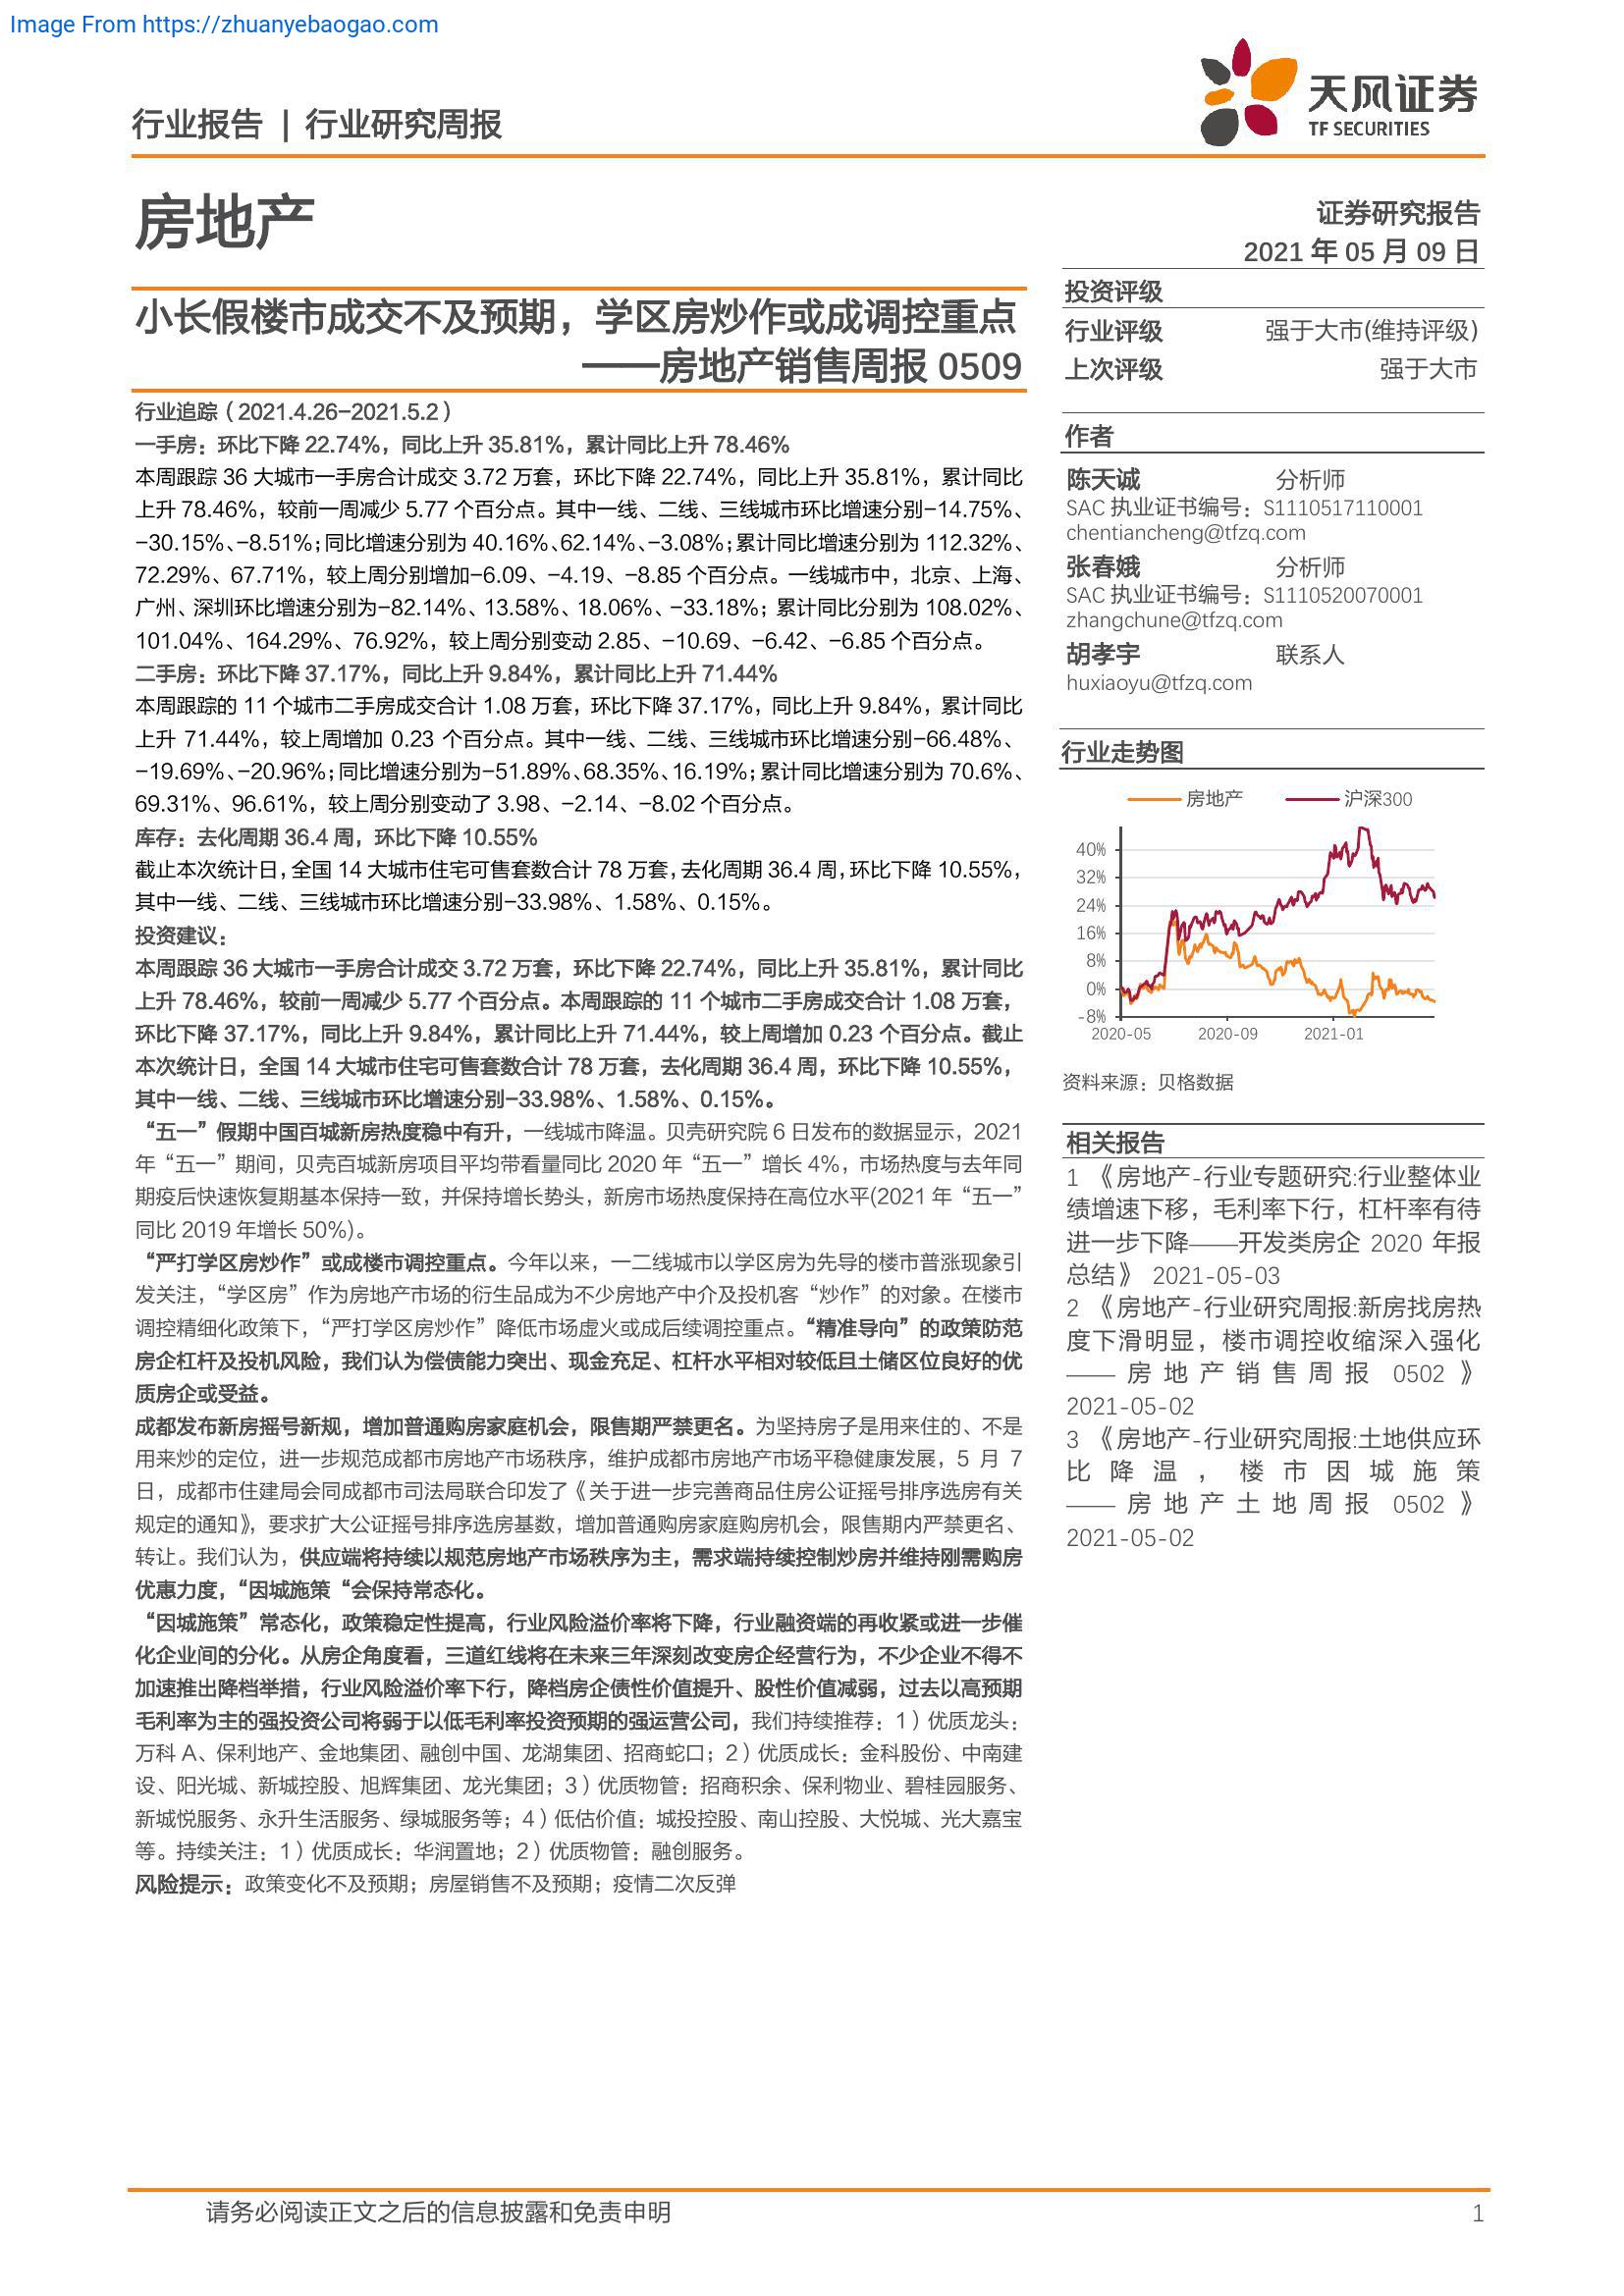 Image From https://zhuanyebaogao.com
行业报告 | 行业研究周报
天风证券
TF SECURITIES
房地产
证券研究报告
2021 年 05 月 09 日
小长假楼市成交不及预期，学区房炒作或成调控重点
——房地产销售周报 0509
行业追踪（2021.4.26-2021.5.2）
一手房：环比下降 22.74%，同比上升 35.81%，累计同比上升 78.46%
本周跟踪 36 大城市一手房合计成交 3.72 万套，环比下降 22.74%，同比上升 35.81%，累计同比
上升 78.46%，较前一周减少 5.77 个百分点。其中一线、二线、三线城市环比增速分别-14.75%、
-30.15%、-8.51%；同比增速分别为 40.16%、62.14%、-3.08%；累计同比增速分别为 112.32%、
72.29%、67.71%，较上周分别增加-6.09、-4.19、-8.85 个百分点。一线城市中，北京、上海、
广州、深圳环比增速分别为-82.14%、13.58%、18.06%、-33.18%；累计同比分别为 108.02%、
101.04%、164.29%、76.92%，较上周分别变动 2.85、-10.69、-6.42、-6.85 个百分点。
二手房：环比下降 37.17%，同比上升 9.84%，累计同比上升 71.44%
本周跟踪的 11 个城市二手房成交合计 1.08 万套，环比下降 37.17%，同比上升 9.84%，累计同比
上升 71.44%，较上周增加 0.23 个百分点。其中一线、二线、三线城市环比增速分别-66.48%、
-19.69%、-20.96%；同比增速分别为-51.89%、68.35%、16.19%；累计同比增速分别为 70.6%、
69.31%、96.61%，较上周分别变动了 3.98、-2.14、-8.02 个百分点。
库存：去化周期 36.4 周，环比下降 10.55%
截止本次统计日，全国 14 大城市住宅可售套数合计 78 万套，去化周期 36.4 周，环比下降 10.55%，
其中一线、二线、三线城市环比增速分别-33.98%、1.58%、0.15%。
投资建议：
本周跟踪 36 大城市一手房合计成交 3.72 万套，环比下降 22.74%，同比上升 35.81%，累计同比
上升 78.46%，较前一周减少 5.77 个百分点。本周跟踪的 11 个城市二手房成交合计 1.08 万套，
环比下降 37.17%，同比上升 9.84%，累计同比上升 71.44%，较上周增加 0.23 个百分点。截止
本次统计日，全国 14 大城市住宅可售套数合计 78 万套，去化周期 36.4 周，环比下降 10.55%，
其中一线、二线、三线城市环比增速分别-33.98%、1.58%、0.15%。
“五一”假期中国百城新房热度稳中有升，一线城市降温。贝壳研究院 6 日发布的数据显示，2021
年“五一”期间，贝壳百城新房项目平均带看量同比 2020 年“五一”增长 4%，市场热度与去年同
期疫后快速恢复期基本保持一致，并保持增长势头，新房市场热度保持在高位水平(2021 年“五一”
同比 2019 年增长 50%)。
“严打学区房炒作”或成楼市调控重点。今年以来，一二线城市以学区房为先导的楼市普涨现象引
发关注，“学区房”作为房地产市场的衍生品成为不少房地产中介及投机客“炒作”的对象。在楼市
调控精细化政策下，“严打学区房炒作”降低市场虚火或成后续调控重点。“精准导向”的政策防范
房企杠杆及投机风险，我们认为偿债能力突出、现金充足、杠杆水平相对较低且土储区位良好的优
质房企或受益。
成都发布新房摇号新规，增加普通购房家庭机会，限售期严禁更名。为坚持房子是用来住的、不是
用来炒的定位，进一步规范成都市房地产市场秩序，维护成都市房地产市场平稳健康发展，5 月 7
日，成都市住建局会同成都市司法局联合印发了《关于进一步完善商品住房公证摇号排序选房有关
规定的通知》，要求扩大公证摇号排序选房基数，增加普通购房家庭购房机会，限售期内严禁更名、
转让。我们认为，供应端将持续以规范房地产市场秩序为主，需求端持续控制炒房并维持刚需购房
优惠力度，“因城施策“会保持常态化。
“因城施策”常态化，政策稳定性提高，行业风险溢价率将下降，行业融资端的再收紧或进一步催
化企业间的分化。从房企角度看，三道红线将在未来三年深刻改变房企经营行为，不少企业不得不
加速推出降档举措，行业风险溢价率下行，降档房企债性价值提升、股性价值减弱，过去以高预期
毛利率为主的强投资公司将弱于以低毛利率投资预期的强运营公司，我们持续推荐：1）优质龙头：
万科 A、保利地产、金地集团、融创中国、龙湖集团、招商蛇口；2）优质成长：金科股份、中南建
设、阳光城、新城控股、旭辉集团、龙光集团；3）优质物管：招商积余、保利物业、碧桂园服务、
新城悦服务、永升生活服务、绿城服务等；4）低估价值：城投控股、南山控股、大悦城、光大嘉宝
等。持续关注：1）优质成长：华润置地；2）优质物管：融创服务。
风险提示：政策变化不及预期；房屋销售不及预期；疫情二次反弹
投资评级
行业评级 强于大市(维持评级)
上次评级 强于大市
作者
陈天诚 分析师
SAC 执业证书编号：S1110517110001
chentiancheng@tfzq.com
张春娥 分析师
SAC 执业证书编号：S1110520070001
zhangchune@tfzq.com
胡孝宇 联系人
huxiaoyu@tfzq.com
行业走势图
房地产 沪深300
40%
32%
24%
16%
8%
0%
-8%
2020-05 2020-09 2021-01
资料来源：贝格数据
相关报告
1 《房地产-行业专题研究:行业整体业
绩增速下移，毛利率下行，杠杆率有待
进一步下降——开发类房企 2020 年报
总结》 2021-05-03
2 《房地产-行业研究周报:新房找房热
度下滑明显，楼市调控收缩深入强化
——房地产销售周报 0502》
2021-05-02
3 《房地产-行业研究周报:土地供应环
比降温，楼市因城施策
——房地产土地周报 0502》
2021-05-02
请务必阅读正文之后的信息披露和免责申明 1